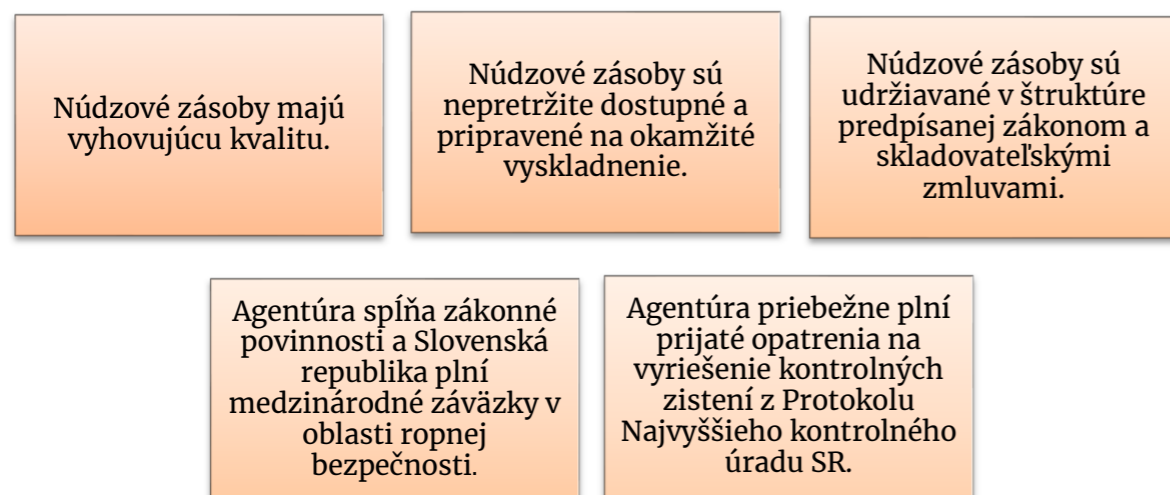 Núdzové zásoby majú
vyhovujúcu kvalitu.
Núdzové zásoby sú
nepretržite dostupné a
pripravené na okamžité
vyskladnenie.
Núdzové zásoby sú
udržiavané v štruktúre
predpísanej zákonom a
skladovateľskými
zmluvami.
Agentúra spĺňa zákonné
povinnosti a Slovenská
republika plní
medzinárodné záväzky v
oblasti ropnej
bezpečnosti.
Agentúra priebežne plní
prijaté opatrenia na
vyriešenie kontrolných
zistení z Protokolu
Najvyššieho kontrolného
úradu SR.